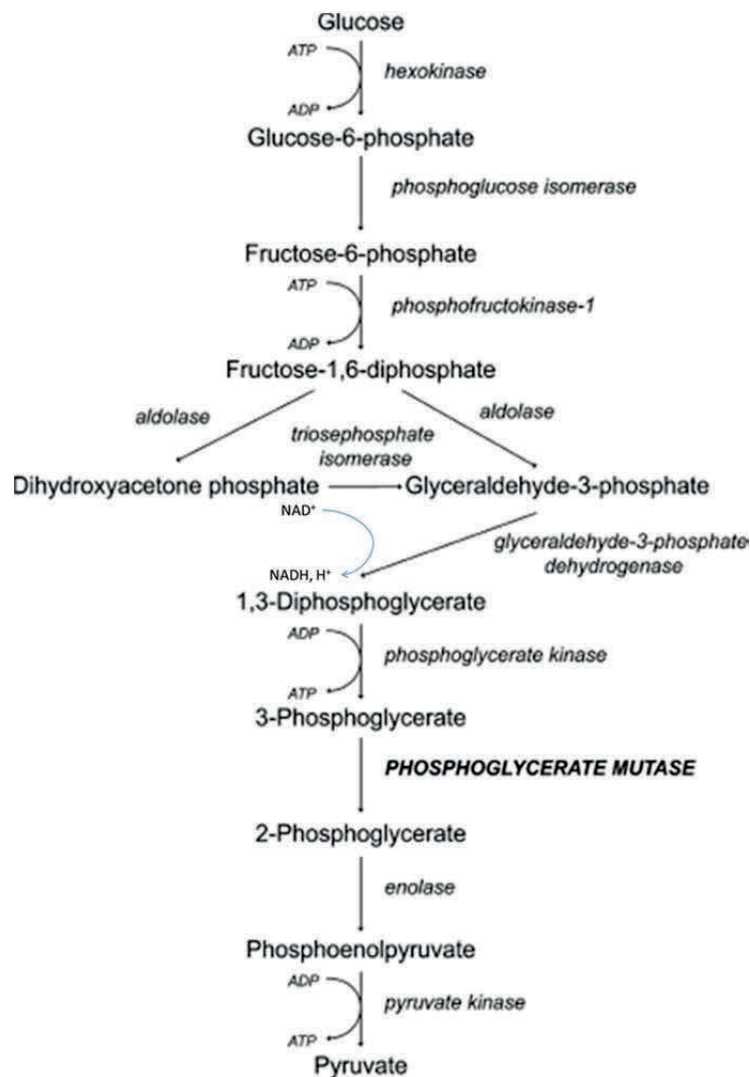 Glucose
ATP
hexokinase
ADP
Glucose-6-phosphate
phosphoglucose isomerase
Fructose-6-phosphate
ATP
phosphofructokinase-1
ADP
Fructose-1,6-diphosphate
aldolase
aldolase
triosephosphate
isomerase
Dihydroxyacetone phosphate
Glyceraldehyde-3-phosphate
NAD⁺
glyceraldehyde-3-phosphate
dehydrogenase
NADH, H⁺
1,3-Diphosphoglycerate
ADP
phosphoglycerate kinase
ATP
3-Phosphoglycerate
PHOSPHOGLYCERATE MUTASE
2-Phosphoglycerate
enolase
Phosphoenolpyruvate
ADP
pyruvate kinase
ATP
Pyruvate